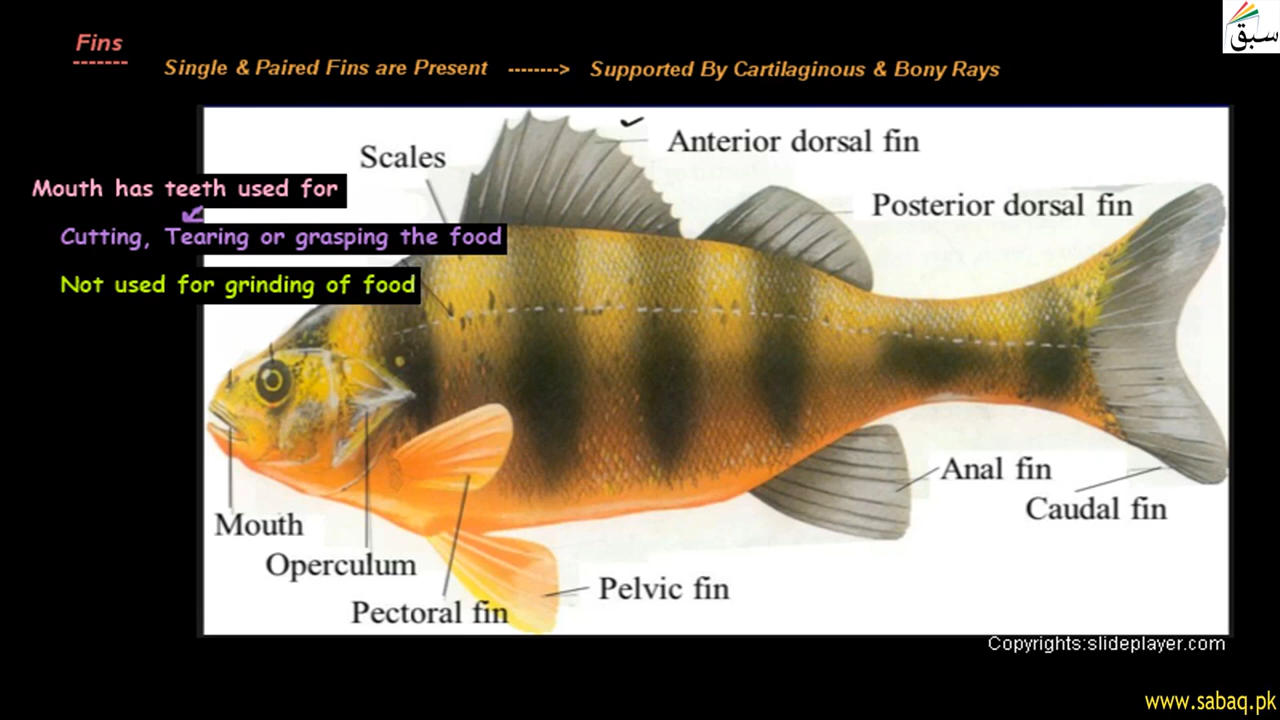 Fins
Single & Paired Fins are Present --------> Supported By Cartilaginous & Bony Rays
سبق
Scales
Anterior dorsal fin
Mouth has teeth used for
Posterior dorsal fin
Cutting, Tearing or grasping the food
Not used for grinding of food
Anal fin
Caudal fin
Mouth
Operculum
Pelvic fin
Pectoral fin
Copyrights:slideplayer.com
www.sabaq.pk